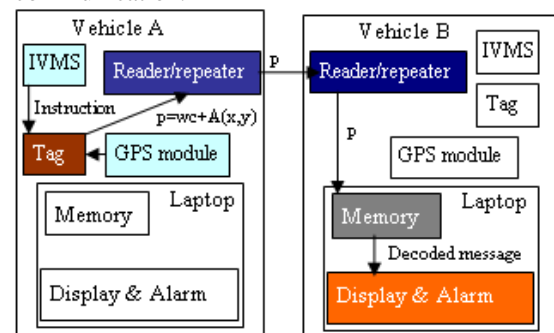 Vehicle A
IVMS
Reader/repeater
Instruction
p=wc+A(x,y)
Tag
GPS module
Laptop
Memory
Display & Alarm
p
Vehicle B
Reader/repeater
IVMS
Tag
p
GPS module
Laptop
Memory
Decoded message
Display & Alarm